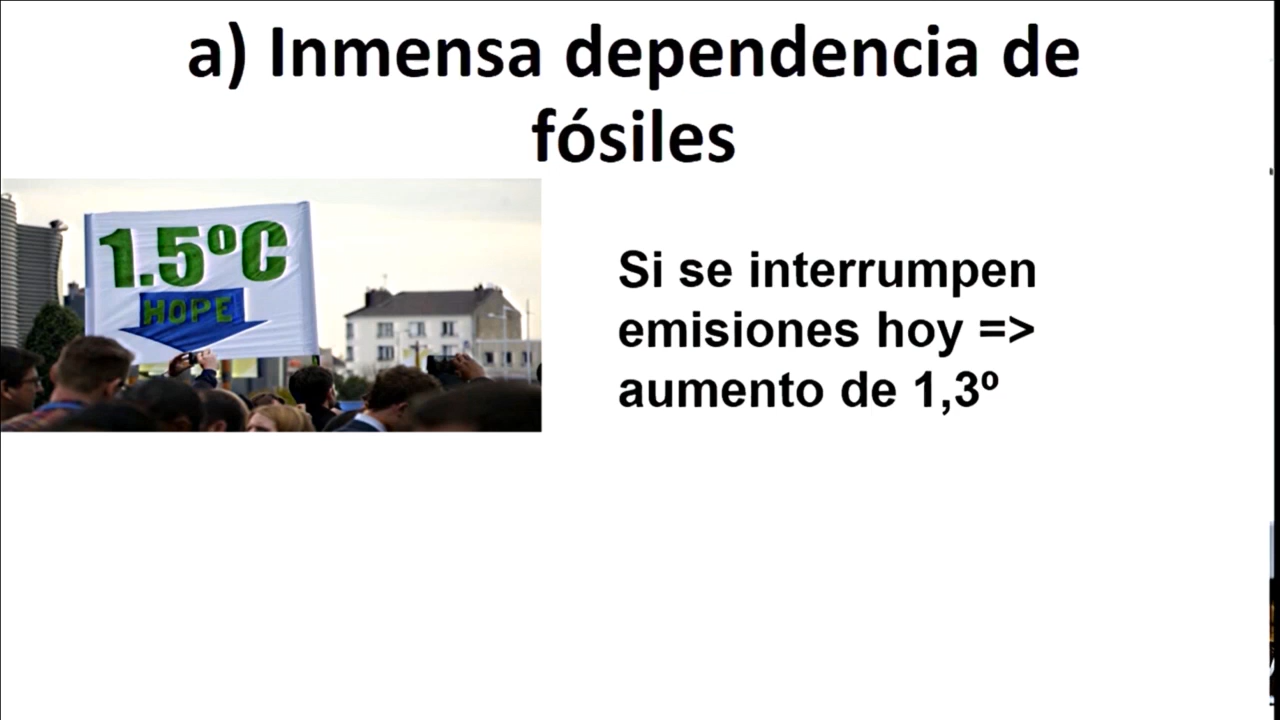 a) Inmensa dependencia de
fósiles
1.5ºC
HOPE
Si se interrumpen
emisiones hoy =>
aumento de 1,3º